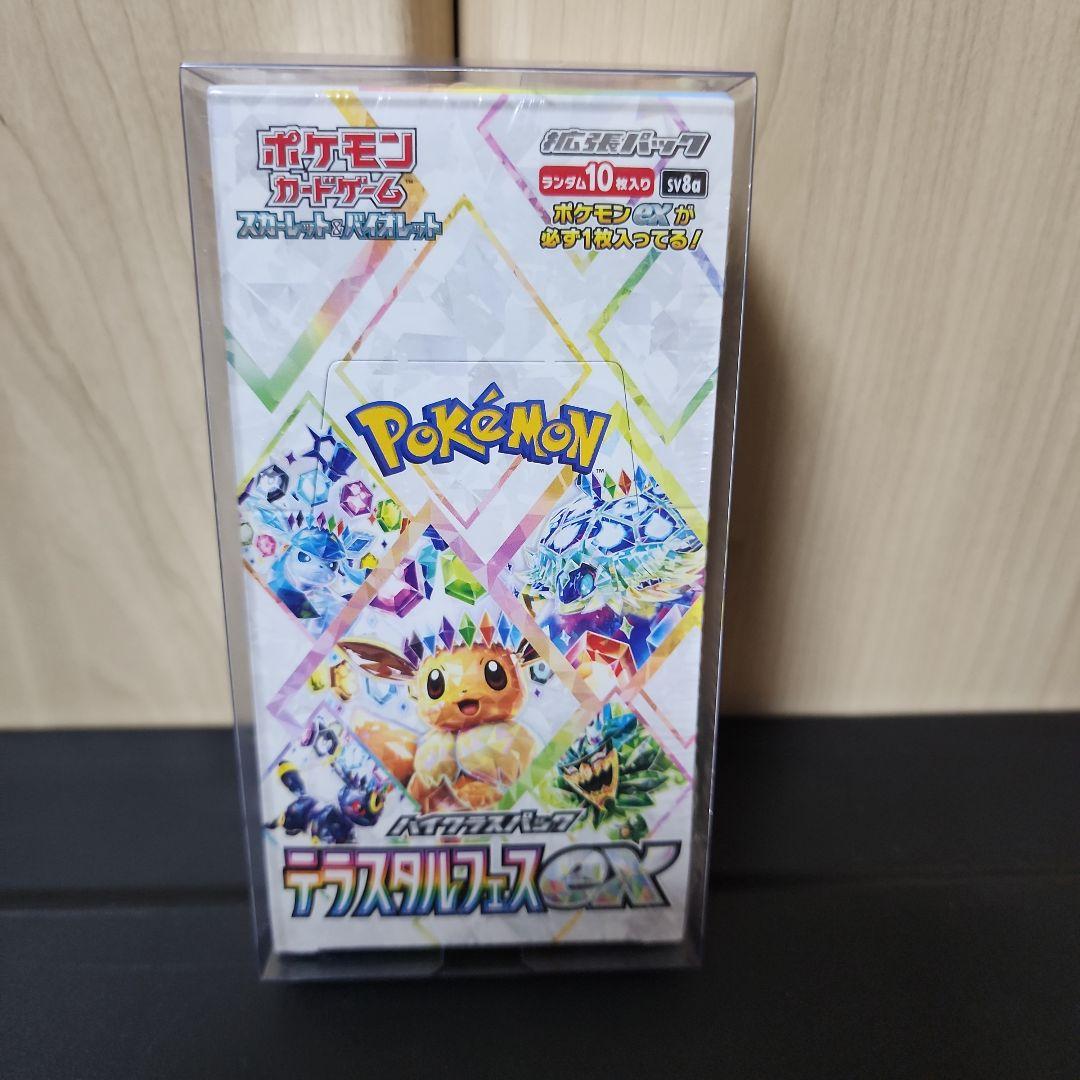 ポケモン
カードゲーム
スカーレット&バイオレット
拡張パック
ランダム10枚入り
SV8a
ポケモンexが
必ず1枚入ってる!
POKéMON
ハイクラスパック
テラスタルフェスex